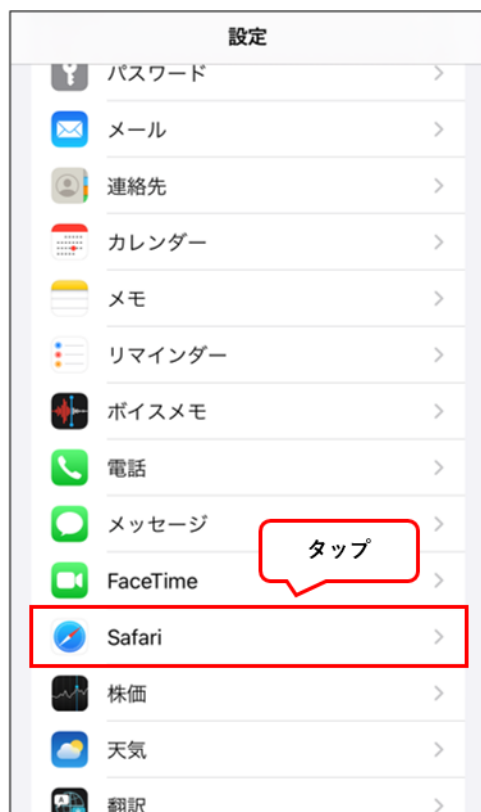 設定
パスワード
メール
連絡先
カレンダー
メモ
リマインダー
ボイスメモ
電話
メッセージ
タップ
FaceTime
Safari
株価
天気
翻訳